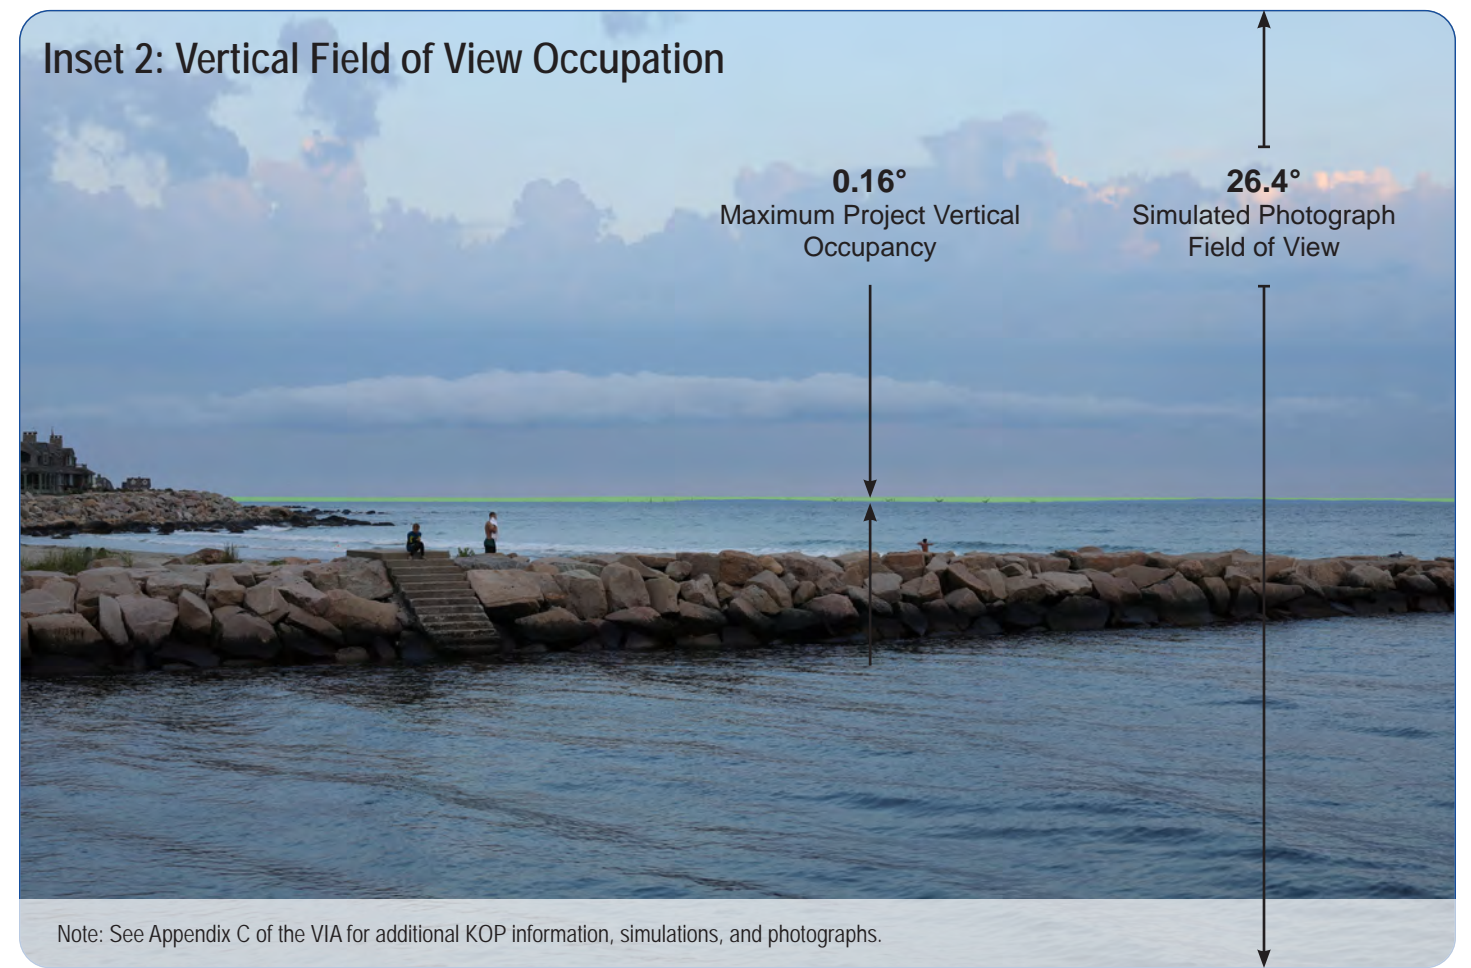 Inset 2: Vertical Field of View Occupation
0.16°
Maximum Project Vertical
Occupancy
26.4°
Simulated Photograph
Field of View
Note: See Appendix C of the VIA for additional KOP information, simulations, and photographs.